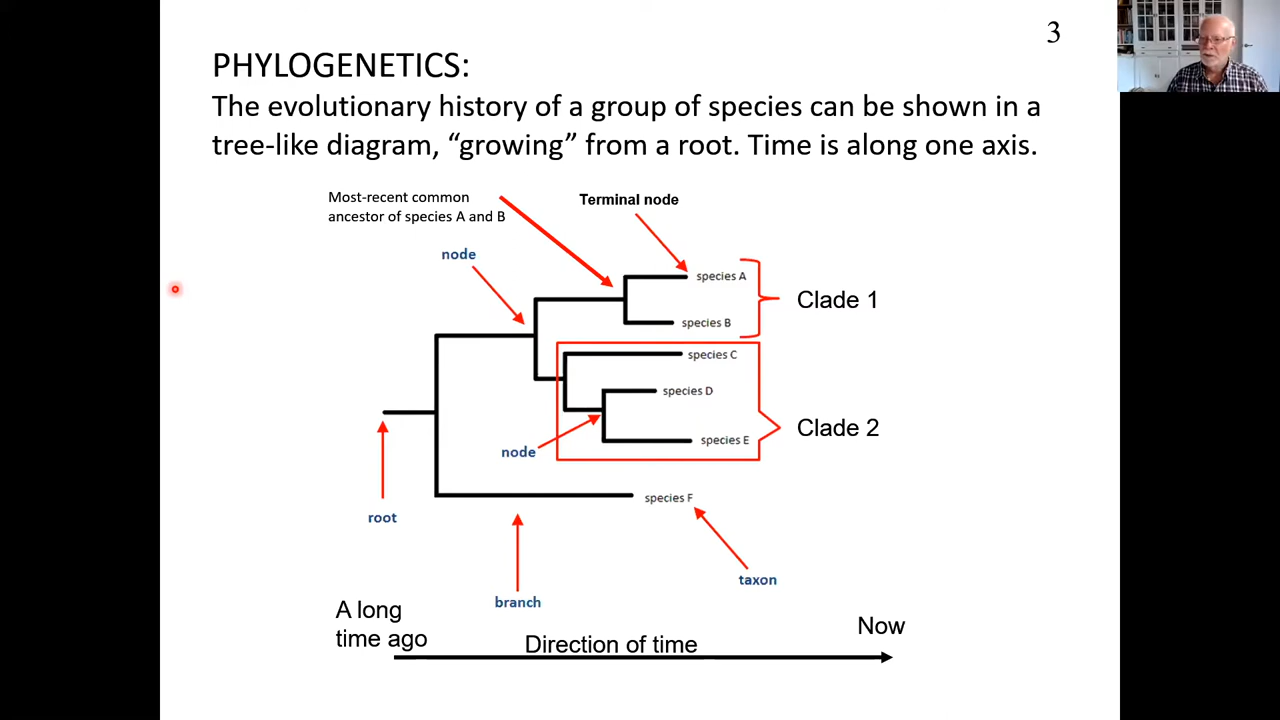 3
PHYLOGENETICS:
The evolutionary history of a group of species can be shown in a
tree-like diagram, “growing” from a root. Time is along one axis.
Most-recent common
ancestor of species A and B
Terminal node
node
species A
Clade 1
species B
species C
species D
Clade 2
species E
node
species F
root
taxon
branch
A long
time ago
Direction of time
Now